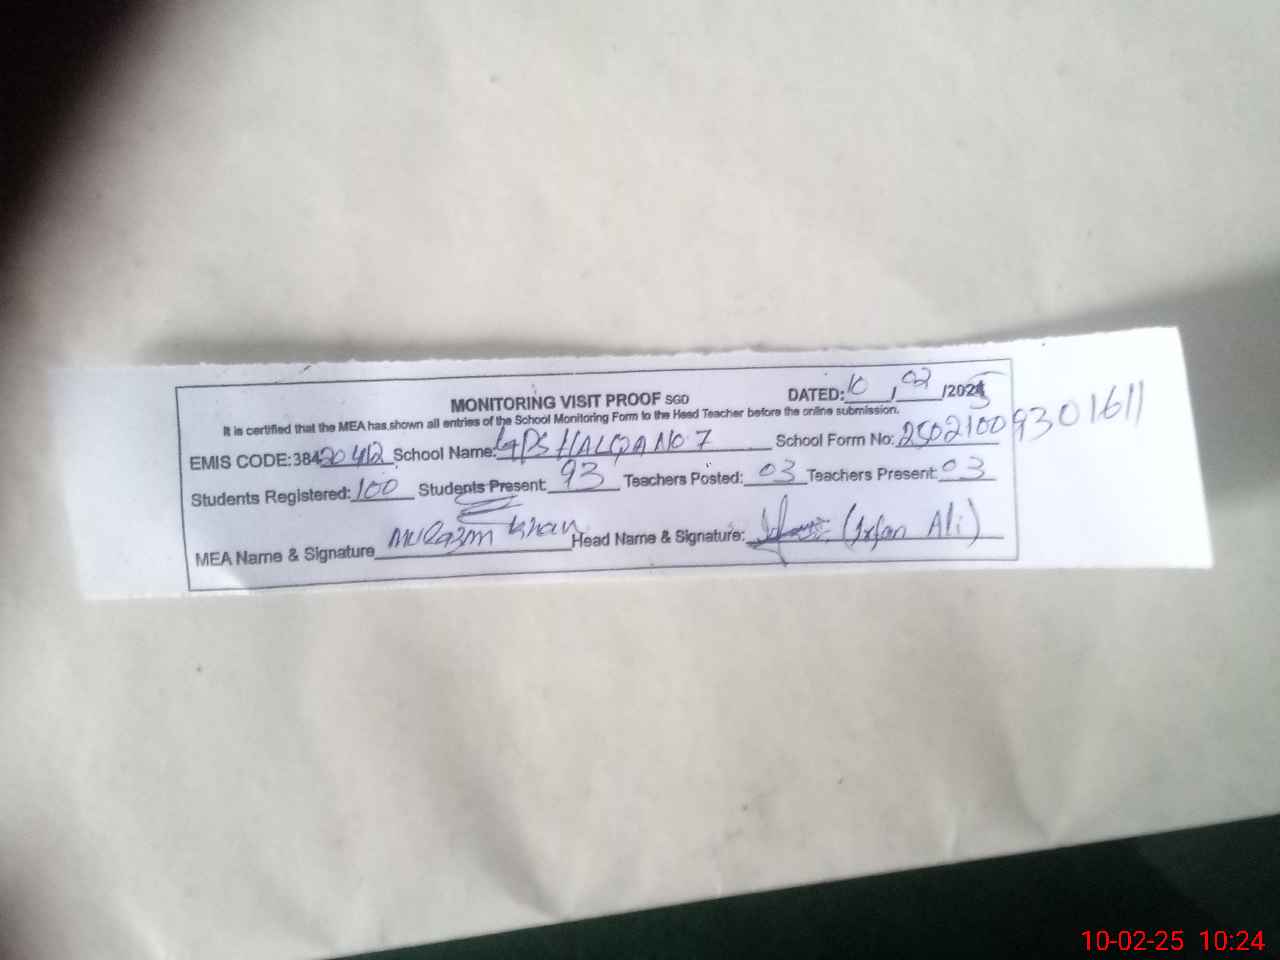 MONITORING VISIT PROOF SGD DATED: 10 / 02 /2025
It is certified that the MEA has shown all entries of the School Monitoring Form to the Head Teacher before the online submission.
EMIS CODE:38420412 School Name: GPS HALQA NO 7 School Form No: 25021009301611
Students Registered: 100 Students Present: 93 Teachers Posted: 03 Teachers Present: 03
MEA Name & Signature Mulazm Khan Head Name & Signature: (Irfan Ali)
10-02-25 10:24